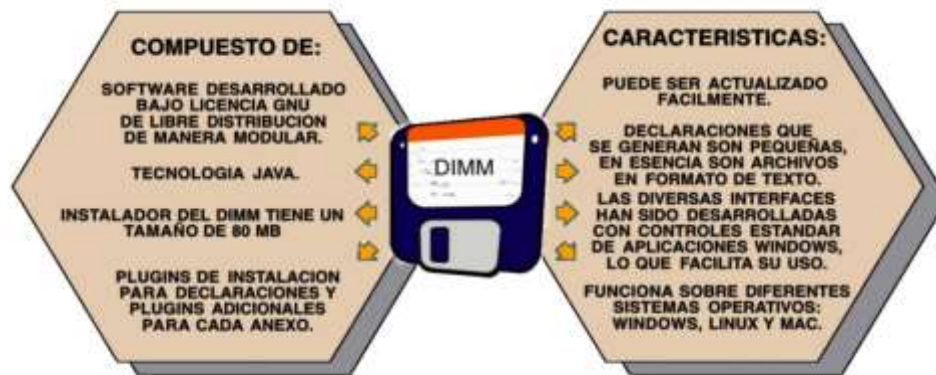 COMPUESTO DE:
SOFTWARE DESARROLLADO
BAJO LICENCIA GNU
DE LIBRE DISTRIBUCION
DE MANERA MODULAR.
TECNOLOGIA JAVA.
INSTALADOR DEL DIMM TIENE UN
TAMAÑO DE 80 MB
PLUGINS DE INSTALACION
PARA DECLARACIONES Y
PLUGINS ADICIONALES
PARA CADA ANEXO.
DIMM
CARACTERISTICAS:
PUEDE SER ACTUALIZADO
FACILMENTE.
DECLARACIONES QUE
SE GENERAN SON PEQUEÑAS,
EN ESENCIA SON ARCHIVOS
EN FORMATO DE TEXTO.
LAS DIVERSAS INTERFACES
HAN SIDO DESARROLLADAS
CON CONTROLES ESTANDAR
DE APLICACIONES WINDOWS,
LO QUE FACILITA SU USO.
FUNCIONA SOBRE DIFERENTES
SISTEMAS OPERATIVOS:
WINDOWS, LINUX Y MAC.